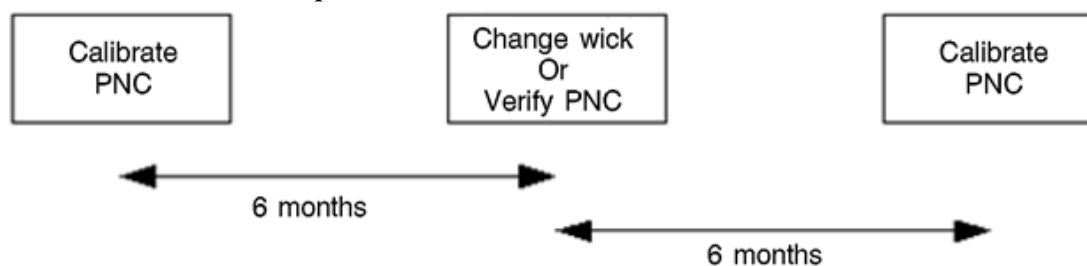 Calibrate
PNC
Change wick
Or
Verify PNC
Calibrate
PNC
6 months
6 months